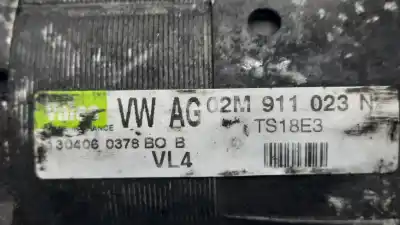 VW AG 02M 911 023 N
TS18E3
130406 0378 BO B
VL4